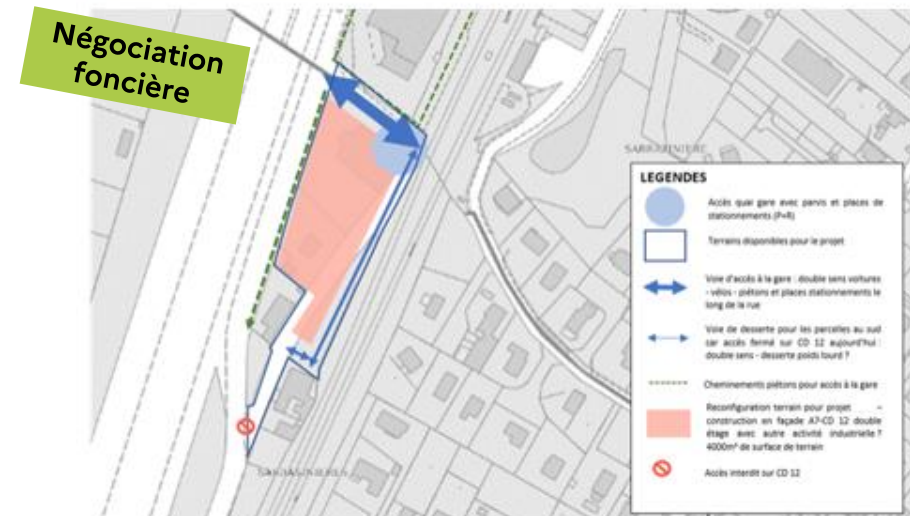 Négociation
foncière
SARRASINIERE
LEGENDES
Accès quai gare avec parvis et places de
stationnements (P+R)
Terrains disponibles pour le projet
Voie d'accès à la gare : double sens voitures
- vélos - piétons et places stationnements le
long de la rue
Voie de desserte pour les parcelles au sud
car accès fermé sur CD 12 aujourd'hui :
double sens - desserte poids lourd ?
Cheminements piétons pour accès à la gare
Reconfiguration terrain pour projet –
construction en façade A7-CD 12 double
étage avec autre activité industrielle ?
4000m² de surface de terrain
Accès interdit sur CD 12